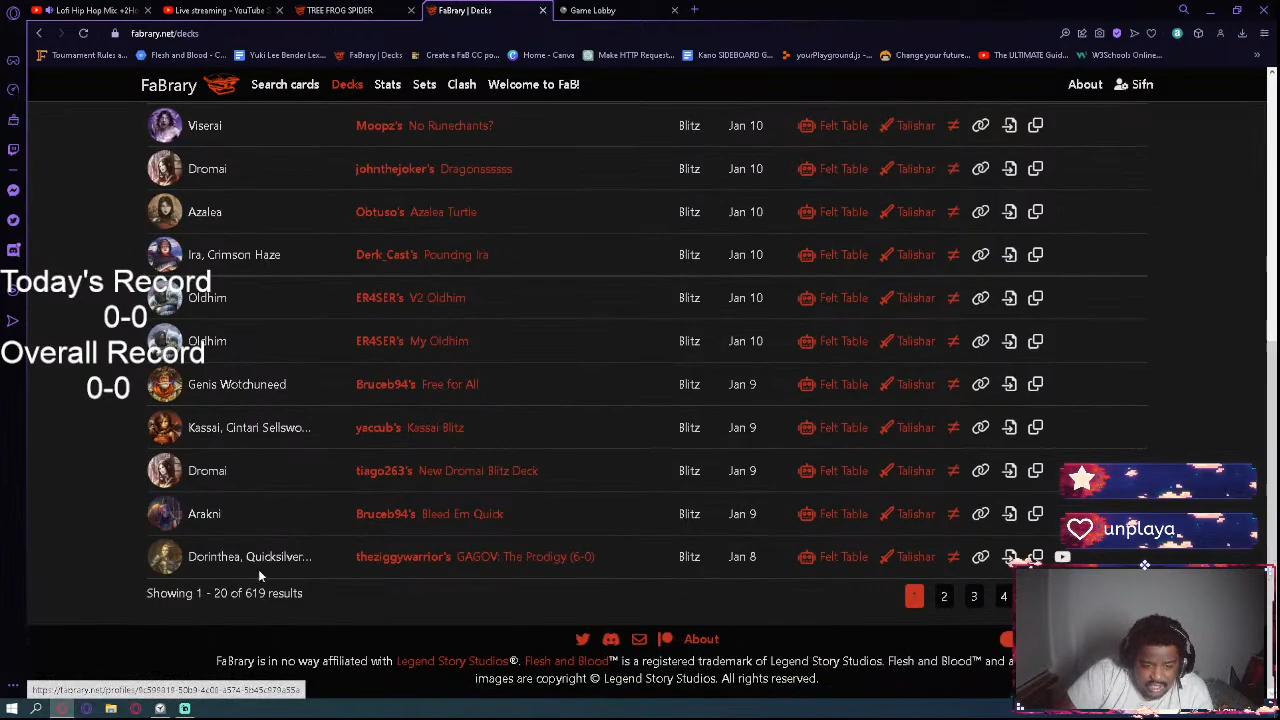 Lofi Hip Hop Mix +2He
Live streaming - YouTube S
TREE FROG SPIDER
FaBrary | Decks
Game Lobby
fabrary.net/decks
Tournament Rules a...
Flesh and Blood - C...
Yuki Lee Bender Lex...
FaBrary | Decks
Create a FaB CC po...
Home - Canva
Make HTTP Request...
Kano SIDEBOARD G...
yourPlayground.js -...
Change your future...
The ULTIMATE Guid...
W3Schools Online...
FaBrary Search cards Decks Stats Sets Clash Welcome to FaB! About Sifn
Viserai Moopz's No Runechants? Blitz Jan 10 Felt Table Talishar
Dromai johnthejoker's Dragonssssss Blitz Jan 10 Felt Table Talishar
Azalea Obtuso's Azalea Turtle Blitz Jan 10 Felt Table Talishar
Ira, Crimson Haze Derk_Cast's Pounding Ira Blitz Jan 10 Felt Table Talishar
Today's Record
0-0
Oldhim ER4SER's V2 Oldhim Blitz Jan 10 Felt Table Talishar
Overall Record
0-0
Oldhim ER4SER's My Oldhim Blitz Jan 10 Felt Table Talishar
Genis Wotchuneed Bruceb94's Free for All Blitz Jan 9 Felt Table Talishar
Kassai, Cintari Sellswo... yaccub's Kassai Blitz Blitz Jan 9 Felt Table Talishar
Dromai tiago263's New Dromai Blitz Deck Blitz Jan 9 Felt Table Talishar
Arakni Bruceb94's Bleed Em Quick Blitz Jan 9 Felt Table Talishar
unplaya
Dorinthea, Quicksilver... theziggywarrior's GAGOV: The Prodigy (6-0) Blitz Jan 8 Felt Table Talishar
Showing 1 - 20 of 619 results 1 2 3 4
About
FaBrary is in no way affiliated with Legend Story Studios®. Flesh and Blood™ is a registered trademark of Legend Story Studios. Flesh and Blood, and a
images are copyright © Legend Story Studios. All rights reserved.